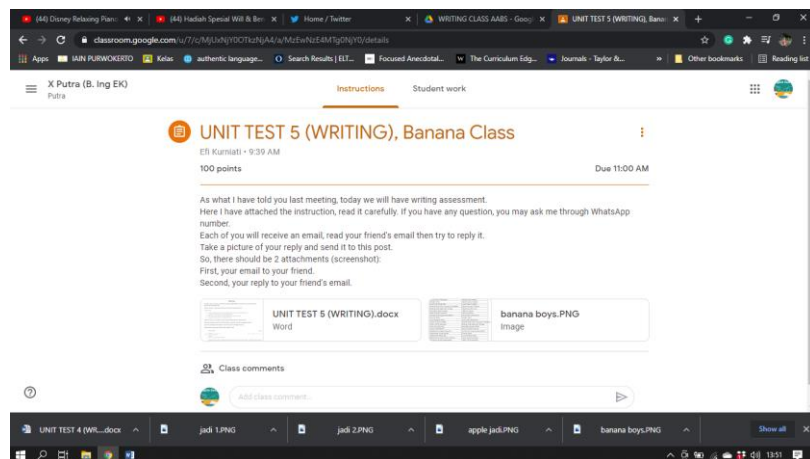 (44) Disney Relaxing Piano
(44) Hadiah Spesial Will & Ben
Home / Twitter
WRITING CLASS AABS - Googl
UNIT TEST 5 (WRITING), Banan
classroom.google.com/u/7/c/MjUxNjY0OTkzNjA4/a/MzEwNzE4MTg0NjY0/details
Apps
IAIN PURWOKERTO
Kelas
authentic language...
Search Results | ELT...
Focused Anecdotal...
The Curriculum Edg...
Journals - Taylor &...
»
Other bookmarks
Reading list
X Putra (B. Ing EK)
Putra
Instructions
Student work
UNIT TEST 5 (WRITING), Banana Class
Efi Kurniati • 9:39 AM
100 points
Due 11:00 AM
As what I have told you last meeting, today we will have writing assessment.
Here I have attached the instruction, read it carefully. If you have any question, you may ask me through WhatsApp
number.
Each of you will receive an email, read your friend's email then try to reply it.
Take a picture of your reply and send it to this post.
So, there should be 2 attachments (screenshot):
First, your email to your friend.
Second, your reply to your friend's email.
UNIT TEST 5 (WRITING).docx
Word
banana boys.PNG
Image
Class comments
Add class comment...
UNIT TEST 4 (WR....docx
jadi 1.PNG
jadi 2.PNG
apple jadi.PNG
banana boys.PNG
Show all
13:51